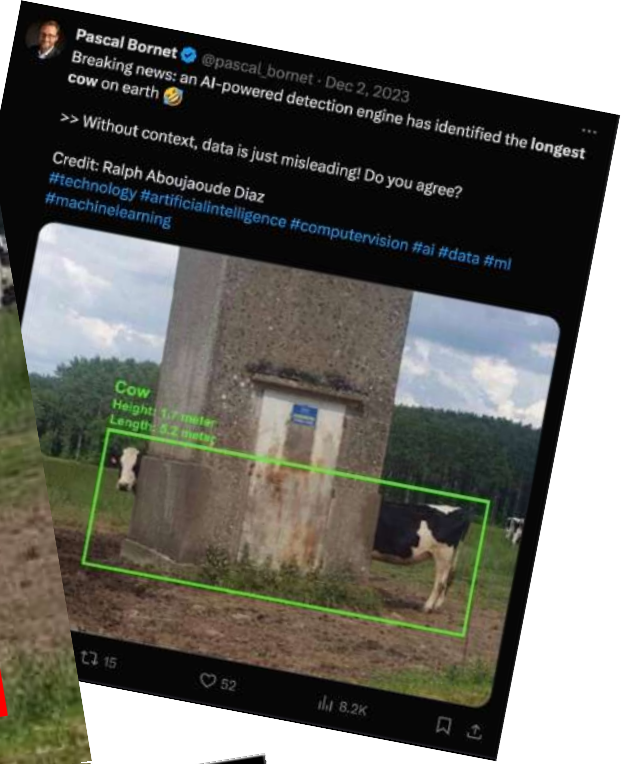 Pascal Bornet @pascal_bornet · Dec 2, 2023
Breaking news: an AI-powered detection engine has identified the longest
cow on earth 🤣
>> Without context, data is just misleading! Do you agree?
Credit: Ralph Aboujaoude Diaz
#technology #artificialintelligence #computervision #ai #data #ml
#machinelearning
Cow
Height: 1.7 meter
Length: 5.2 meter
15
52
8.2K